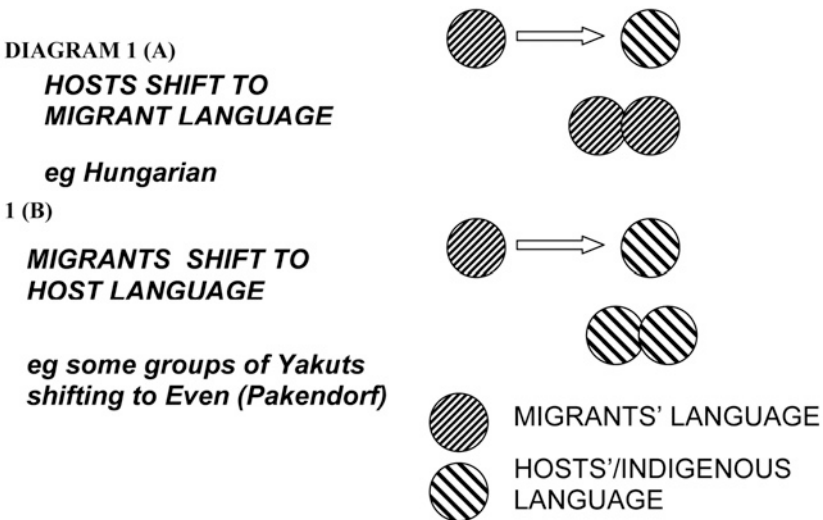 DIAGRAM 1 (A)
HOSTS SHIFT TO
MIGRANT LANGUAGE
eg Hungarian
1 (B)
MIGRANTS SHIFT TO
HOST LANGUAGE
eg some groups of Yakuts
shifting to Even (Pakendorf)
MIGRANTS’ LANGUAGE
HOSTS’/INDIGENOUS
LANGUAGE